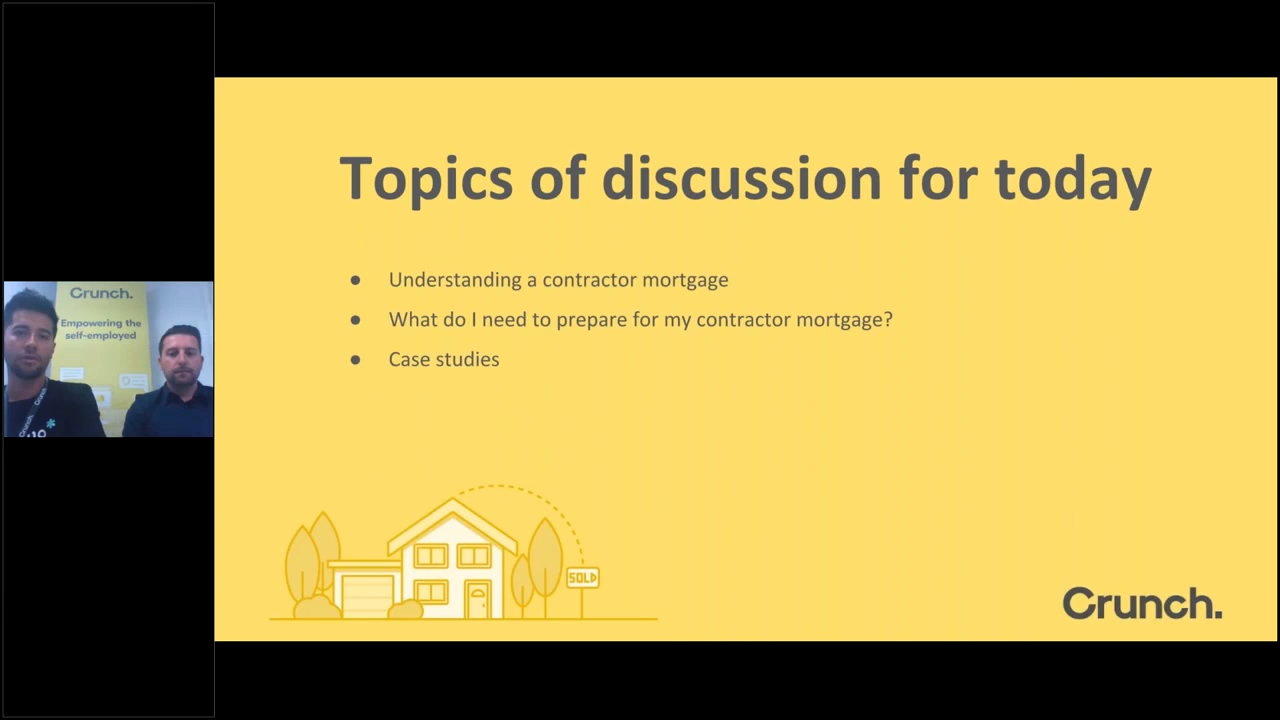 Topics of discussion for today
● Understanding a contractor mortgage
● What do I need to prepare for my contractor mortgage?
● Case studies
SOLD
Crunch.
Crunch.
Empowering the
self-employed
Crunch